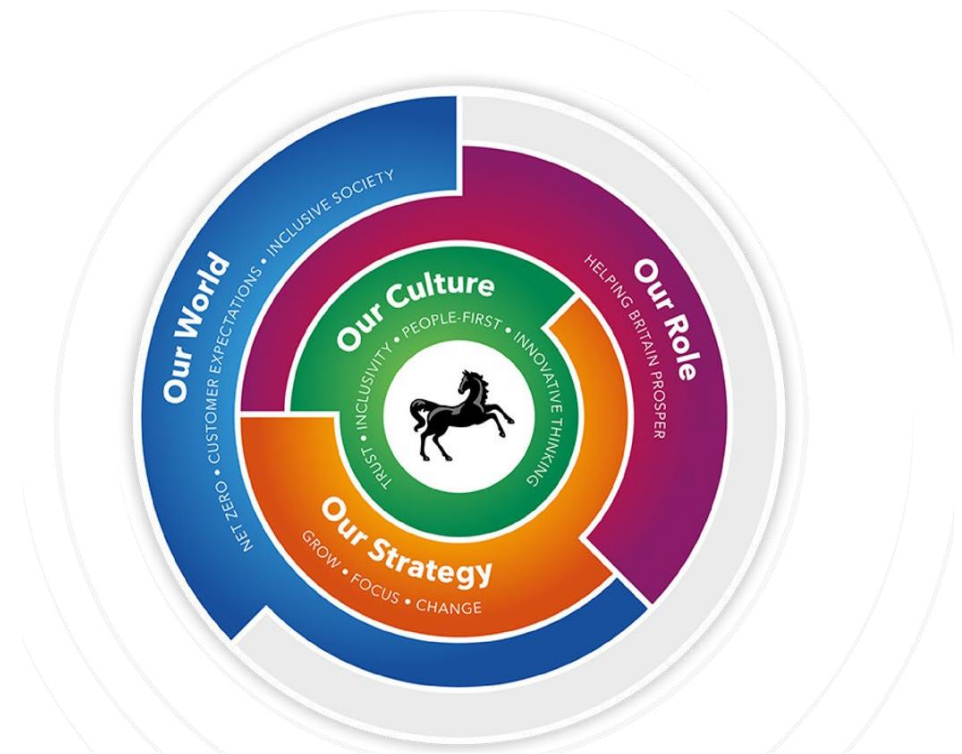 Our World
NET ZERO • CUSTOMER EXPECTATIONS • INCLUSIVE SOCIETY
Our Role
HELPING BRITAIN PROSPER
Our Culture
TRUST • INCLUSIVITY • PEOPLE-FIRST • INNOVATIVE THINKING
Our Strategy
GROW • FOCUS • CHANGE